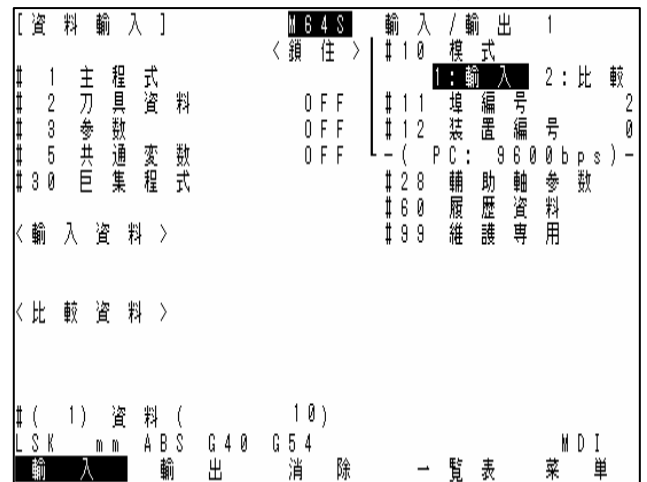 [資料輸入] M64S 輸入/輸出 1
<鎖住> #10 模式
1:輸入 2:比較
# 1 主程式
# 2 刀具資料 OFF #11 埠編号 2
# 3 参数 OFF #12 装置編号 0
# 5 共通変数 OFF -( PC: 9600bps)-
#30 巨集程式 #28 輔助軸参数
#60 履歴資料
<輸入資料> #99 維護専用
<比較資料>
#( 1) 資料( 10)
LSK mm ABS G40 G54 MDI
輸入 輸出 消除 一覧表 菜単